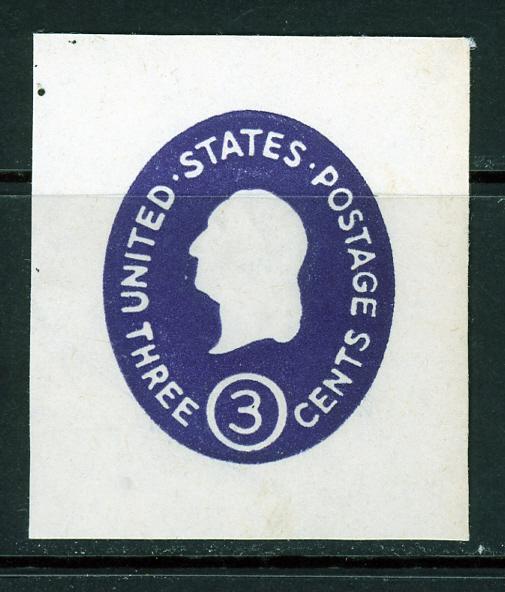 UNITED · STATES · POSTAGE
THREE 3 CENTS